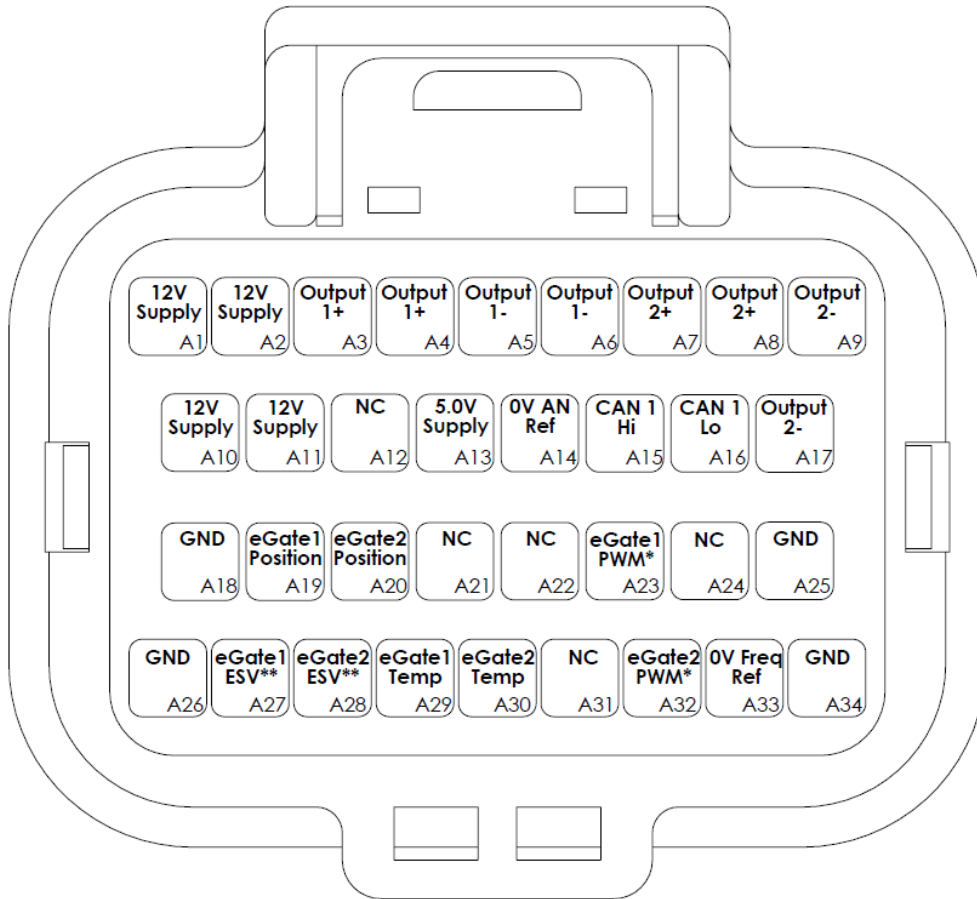 12V Supply A1
12V Supply A2
Output 1+ A3
Output 1+ A4
Output 1- A5
Output 1- A6
Output 2+ A7
Output 2+ A8
Output 2- A9
12V Supply A10
12V Supply A11
NC A12
5.0V Supply A13
0V AN Ref A14
CAN 1 Hi A15
CAN 1 Lo A16
Output 2- A17
GND A18
eGate1 Position A19
eGate2 Position A20
NC A21
NC A22
eGate1 PWM* A23
NC A24
GND A25
GND A26
eGate1 ESV** A27
eGate2 ESV** A28
eGate1 Temp A29
eGate2 Temp A30
NC A31
eGate2 PWM* A32
0V Freq Ref A33
GND A34